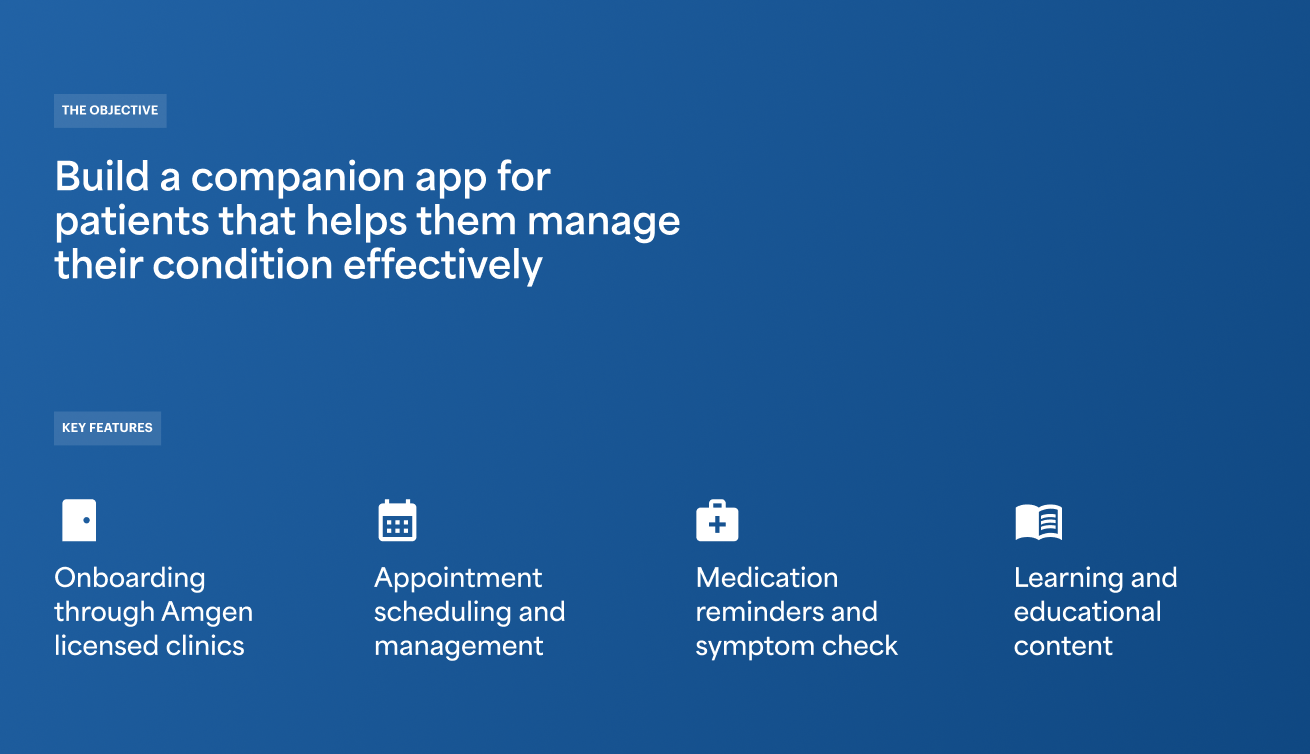 THE OBJECTIVE
Build a companion app for
patients that helps them manage
their condition effectively
KEY FEATURES
Onboarding
through Amgen
licensed clinics
Appointment
scheduling and
management
Medication
reminders and
symptom check
Learning and
educational
content